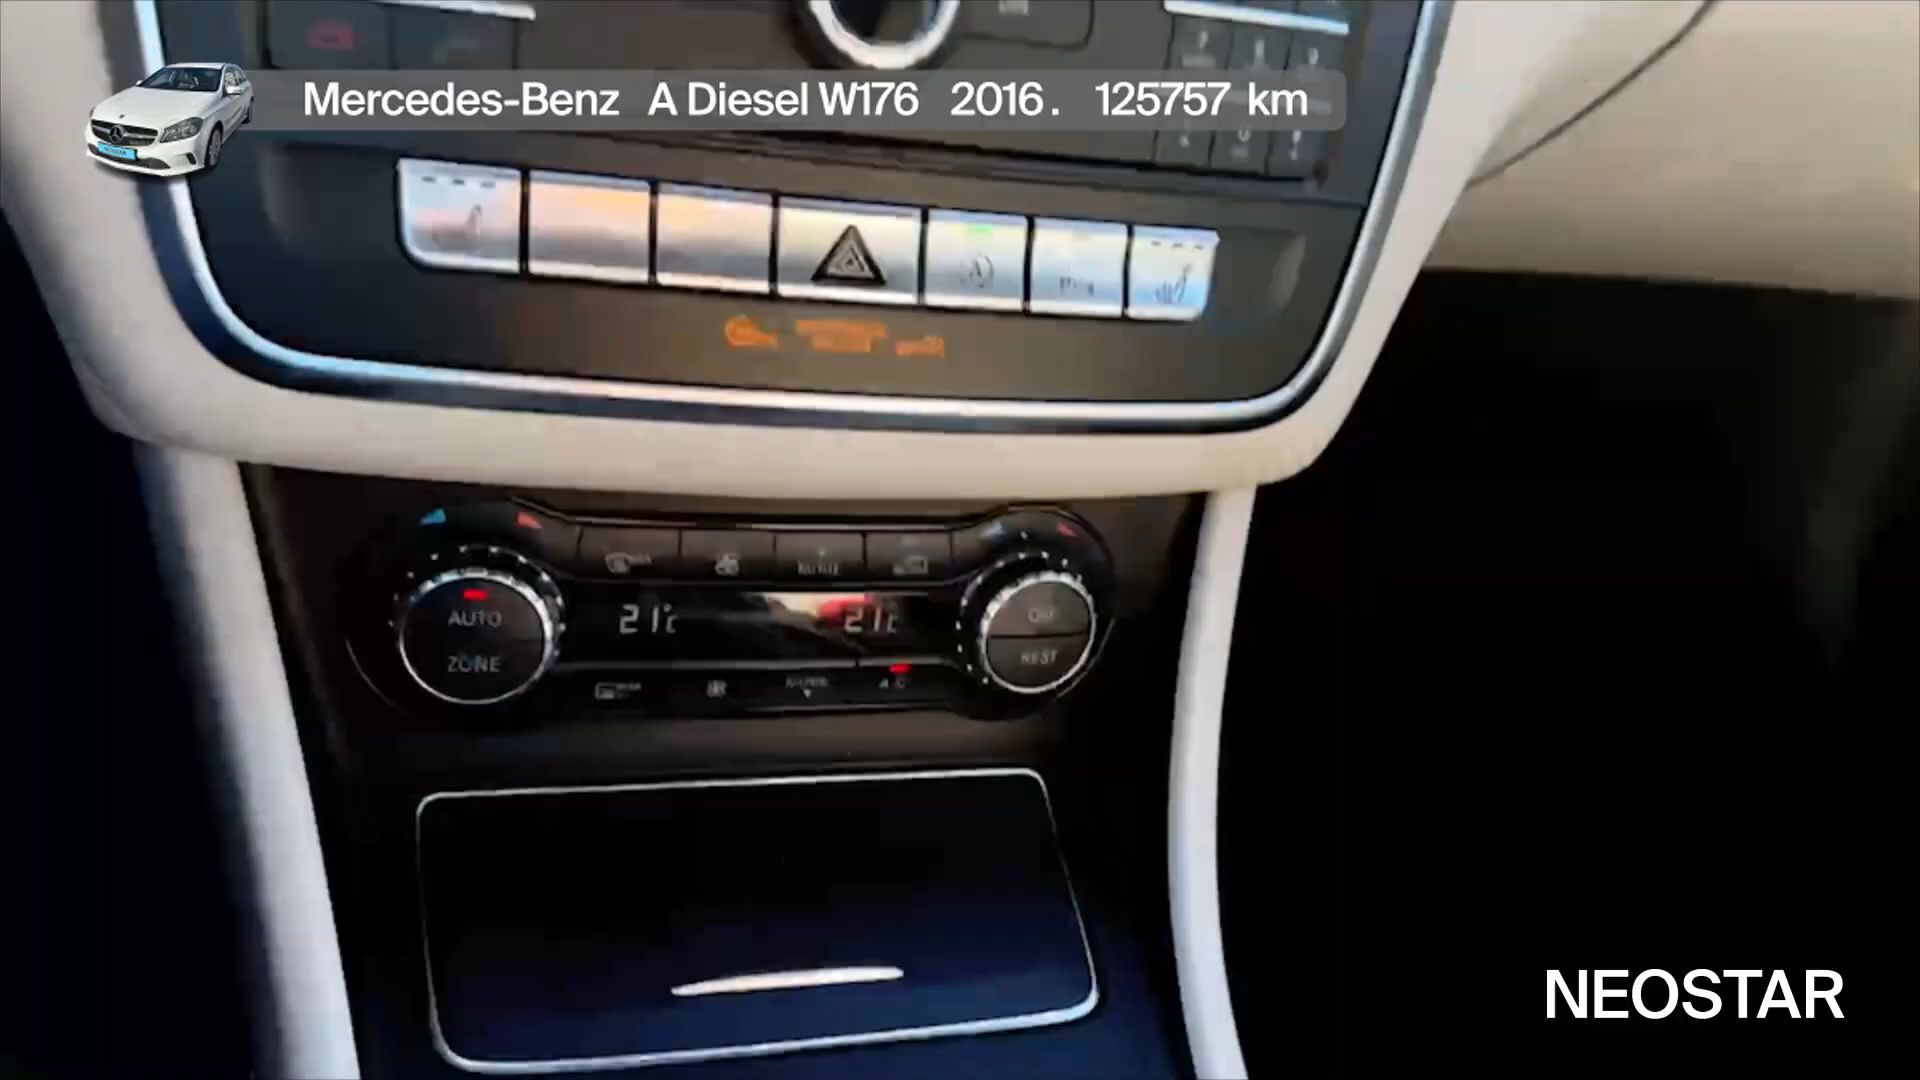 Mercedes-Benz A Diesel W176 2016. 125757 km
AUTO
ZONE
21°c
21°c
OFF
REST
A/C
NEOSTAR